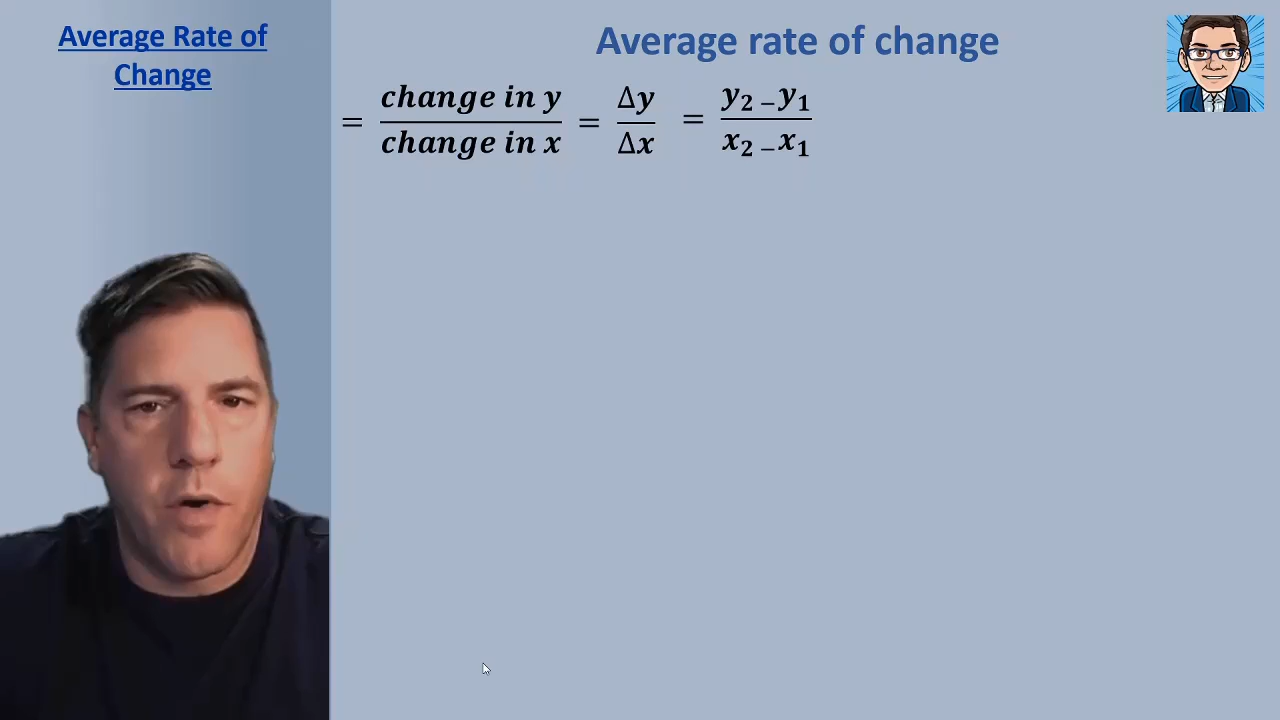 Average Rate of
Change
Average rate of change
= change in y / change in x = Δy / Δx = y₂ – y₁ / x₂ – x₁